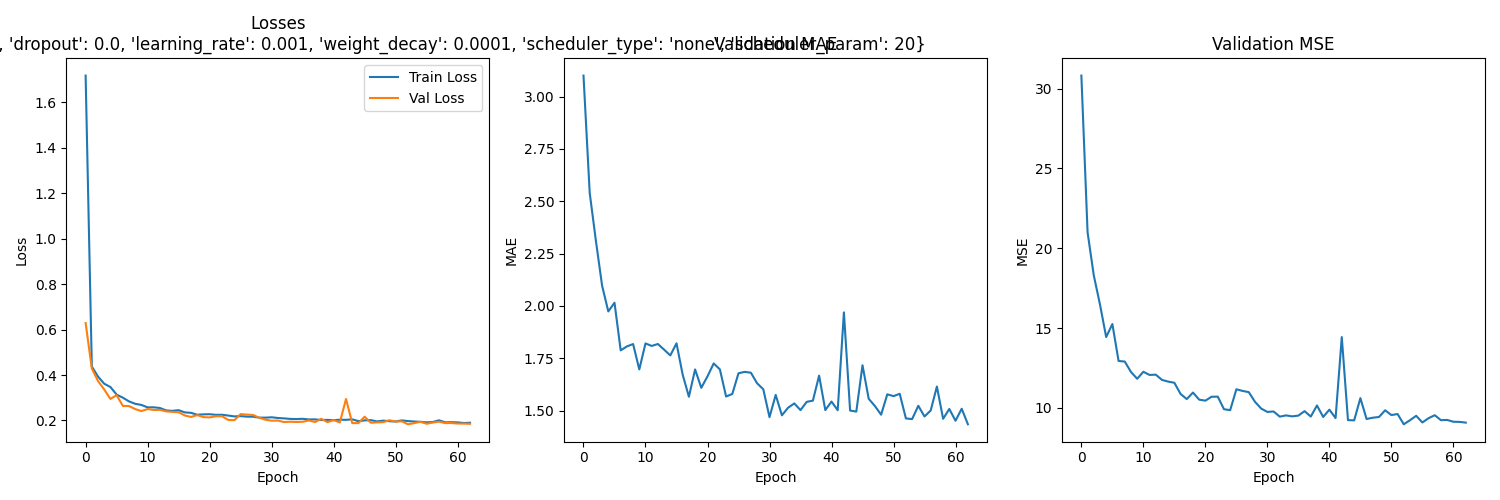 Losses
, 'dropout': 0.0, 'learning_rate': 0.001, 'weight_decay': 0.0001, 'scheduler_type': 'none', 'scheduler_param': 20}
Train Loss
Val Loss
1.6
1.4
1.2
1.0
0.8
0.6
0.4
0.2
Loss
0 10 20 30 40 50 60
Epoch
Validation MAE
3.00
2.75
2.50
2.25
2.00
1.75
1.50
MAE
0 10 20 30 40 50 60
Epoch
Validation MSE
30
25
20
15
10
MSE
0 10 20 30 40 50 60
Epoch